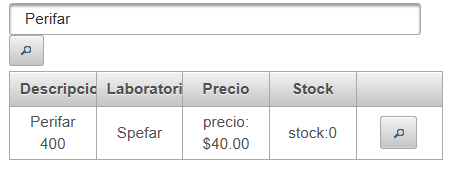 Perifar
Descripcio Laboratori Precio Stock
Perifar 400 Spefar precio: $40.00 stock:0